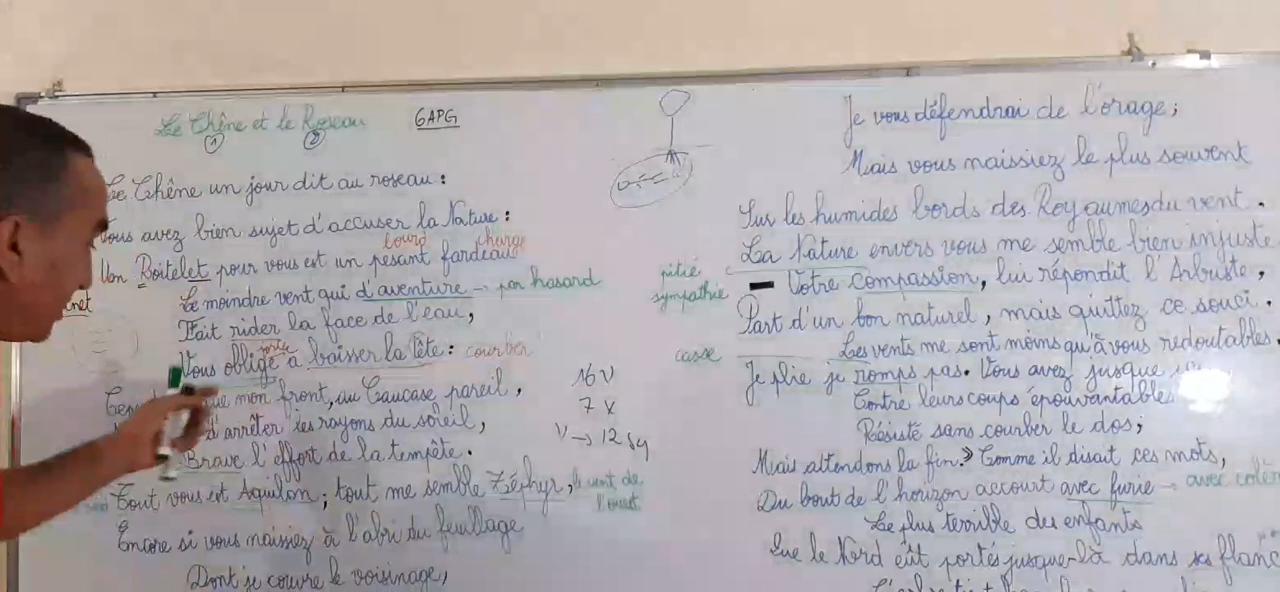 Le Chêne et le Roseau 6APG
1 2
Le Chêne un jour dit au roseau :
Vous avez bien sujet d'accuser la Nature :
lourd charge
Un Roitelet pour vous est un pesant fardeau
Le moindre vent qui d'aventure → par hasard
Fait rider la face de l'eau,
Vous oblige à baisser la tête : courber
mon front, au Caucase pareil,
d'arrêter les rayons du soleil,
Brave l'effort de la tempête.
Tout vous est Aquilon ; tout me semble Zéphyr, le vent de
l'ouest
Encore si vous naissiez à l'abri du feuillage
Dont je couvre le voisinage,
16 v
7 v
v → 12 sy
Je vous défendrai de l'orage ;
Mais vous naissiez le plus souvent
Sur les humides bords des Royaumes du vent.
La Nature envers vous me semble bien injuste
pitié
sympathie
- Votre compassion, lui répondit l'Arbuste,
Part d'un bon naturel, mais quittez ce souci.
Les vents me sont moins qu'à vous redoutables.
casse
Je plie je romps pas. Vous avez jusque
Contre leurs coups épouvantables
Résisté sans courber le dos ;
Mais attendons la fin.» Comme il disait ces mots,
Du bout de l'horizon accourt avec furie → avec
Le plus terrible des enfants
Que le Nord eût portés jusque-là dans ses flanc